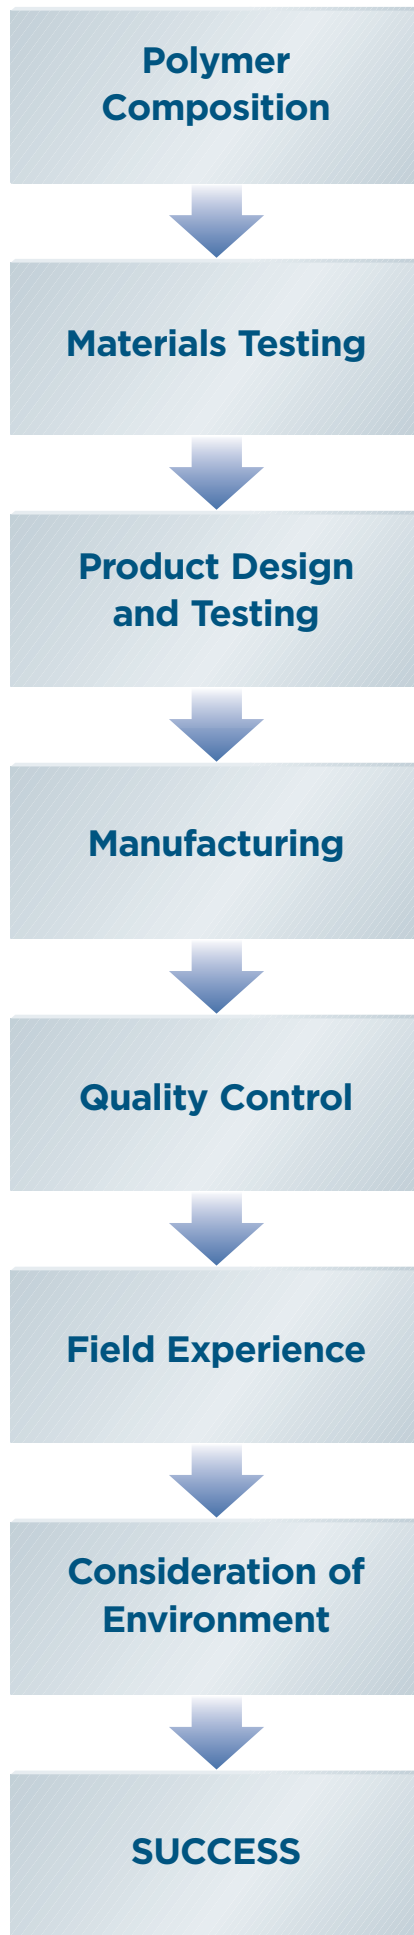 Polymer
Composition
Materials Testing
Product Design
and Testing
Manufacturing
Quality Control
Field Experience
Consideration of
Environment
SUCCESS